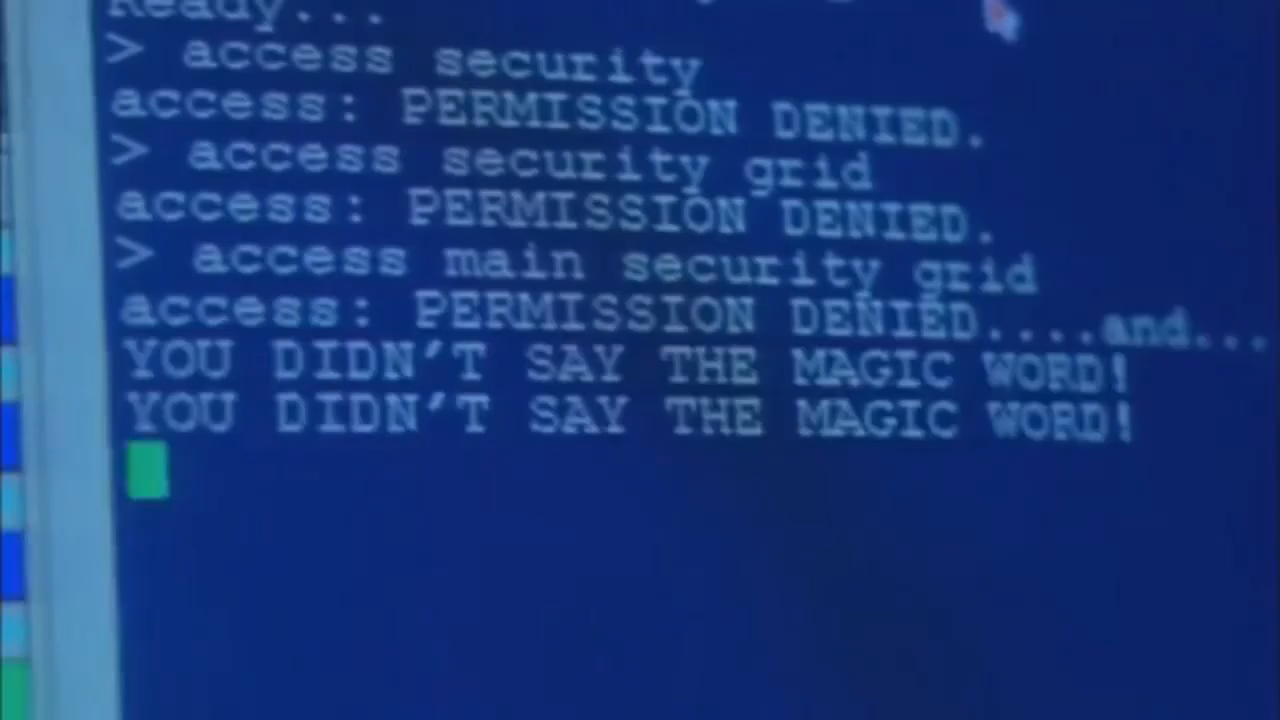 Ready...
> access security
access: PERMISSION DENIED.
> access security grid
access: PERMISSION DENIED.
> access main security grid
access: PERMISSION DENIED....and...
YOU DIDN'T SAY THE MAGIC WORD!
YOU DIDN'T SAY THE MAGIC WORD!